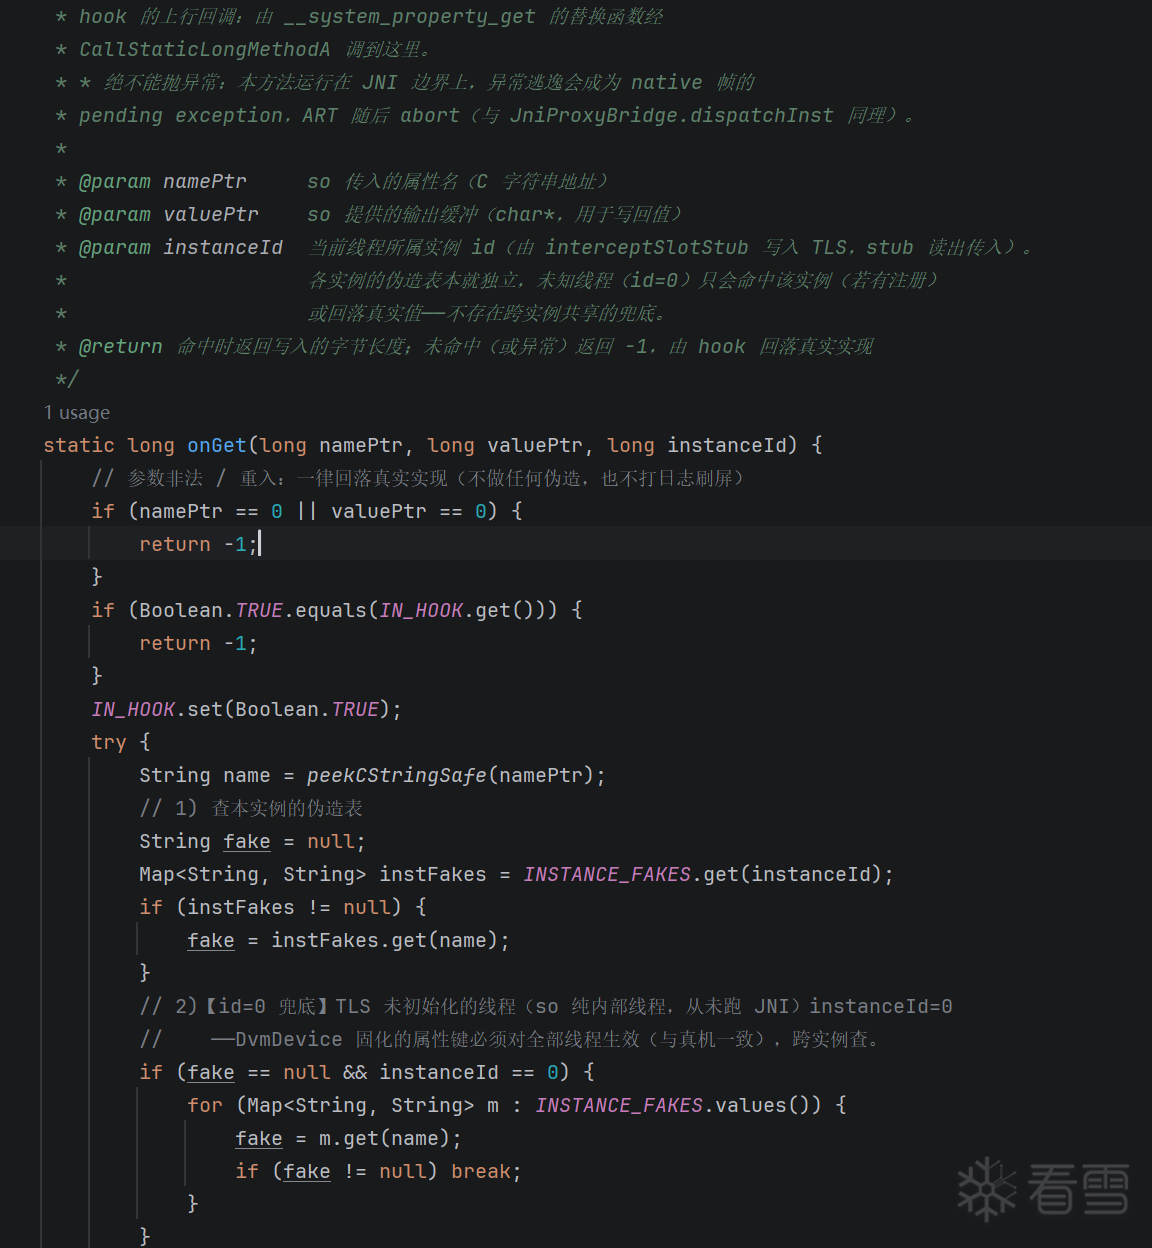 * hook 的上行回调：由 __system_property_get 的替换函数经
* CallStaticLongMethodA 调到这里。
* * 绝不能抛异常：本方法运行在 JNI 边界上，异常逃逸会成为 native 帧的
* pending exception，ART 随后 abort（与 JniProxyBridge.dispatchInst 同理）。
*
* @param namePtr     so 传入的属性名（C 字符串地址）
* @param valuePtr    so 提供的输出缓冲（char*，用于写回值）
* @param instanceId  当前线程所属实例 id（由 interceptSlotStub 写入 TLS，stub 读出传入）。
*                    各实例的伪造表本就独立，未知线程（id=0）只会命中该实例（若有注册）
*                    或回落真实值——不存在跨实例共享的兜底。
* @return 命中时返回写入的字节长度；未命中（或异常）返回 -1，由 hook 回落真实实现
*/
1 usage
static long onGet(long namePtr, long valuePtr, long instanceId) {
    // 参数非法 / 重入：一律回落真实实现（不做任何伪造，也不打日志刷屏）
    if (namePtr == 0 || valuePtr == 0) {
        return -1;
    }
    if (Boolean.TRUE.equals(IN_HOOK.get())) {
        return -1;
    }
    IN_HOOK.set(Boolean.TRUE);
    try {
        String name = peekCStringSafe(namePtr);
        // 1) 查本实例的伪造表
        String fake = null;
        Map<String, String> instFakes = INSTANCE_FAKES.get(instanceId);
        if (instFakes != null) {
            fake = instFakes.get(name);
        }
        // 2)【id=0 兜底】TLS 未初始化的线程（so 纯内部线程，从未跑 JNI）instanceId=0
        //    ——DvmDevice 固化的属性键必须对全部线程生效（与真机一致），跨实例查。
        if (fake == null && instanceId == 0) {
            for (Map<String, String> m : INSTANCE_FAKES.values()) {
                fake = m.get(name);
                if (fake != null) break;
            }
        }
看雪